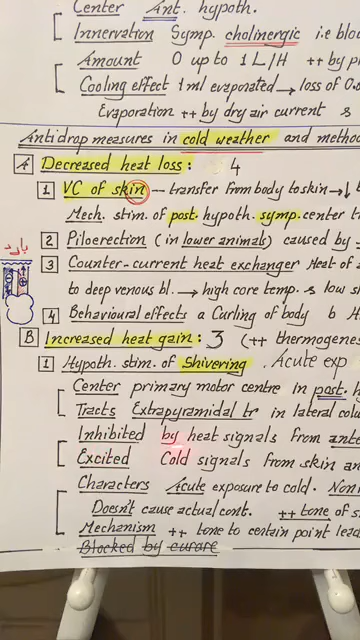 Center Ant. hypoth.
Innervation Symp. cholinergic i.e blo
Amount 0 up to 1 L/H ++ by p
Cooling effect 1 ml evaporated → loss of 0.
Evaporation ++ by dry air current &
Antidrop measures in cold weather and metho
A Decreased heat loss: 4
1 VC of skin → transfer from body to skin → ↓
Mech. stim. of post. hypoth. symp. center
2 Piloerection (in lower animals) caused by
بارد
3 Counter-current heat exchanger Heat of
to deep venous bl. → high core temp. & low s
4 Behavioural effects a Curling of body b
B Increased heat gain: 3 (++ thermogene
1 Hypoth. stim. of Shivering. Acute exp
Center primary motor centre in post. h
Tracts Extrapyramidal tr in lateral colu
Inhibited by heat signals from ante
Excited Cold signals from skin an
Characters Acute exposure to cold. Non
Doesn't cause actual cont. ++ tone of s
Mechanism ++ tone to certain point lead
Blocked by curare